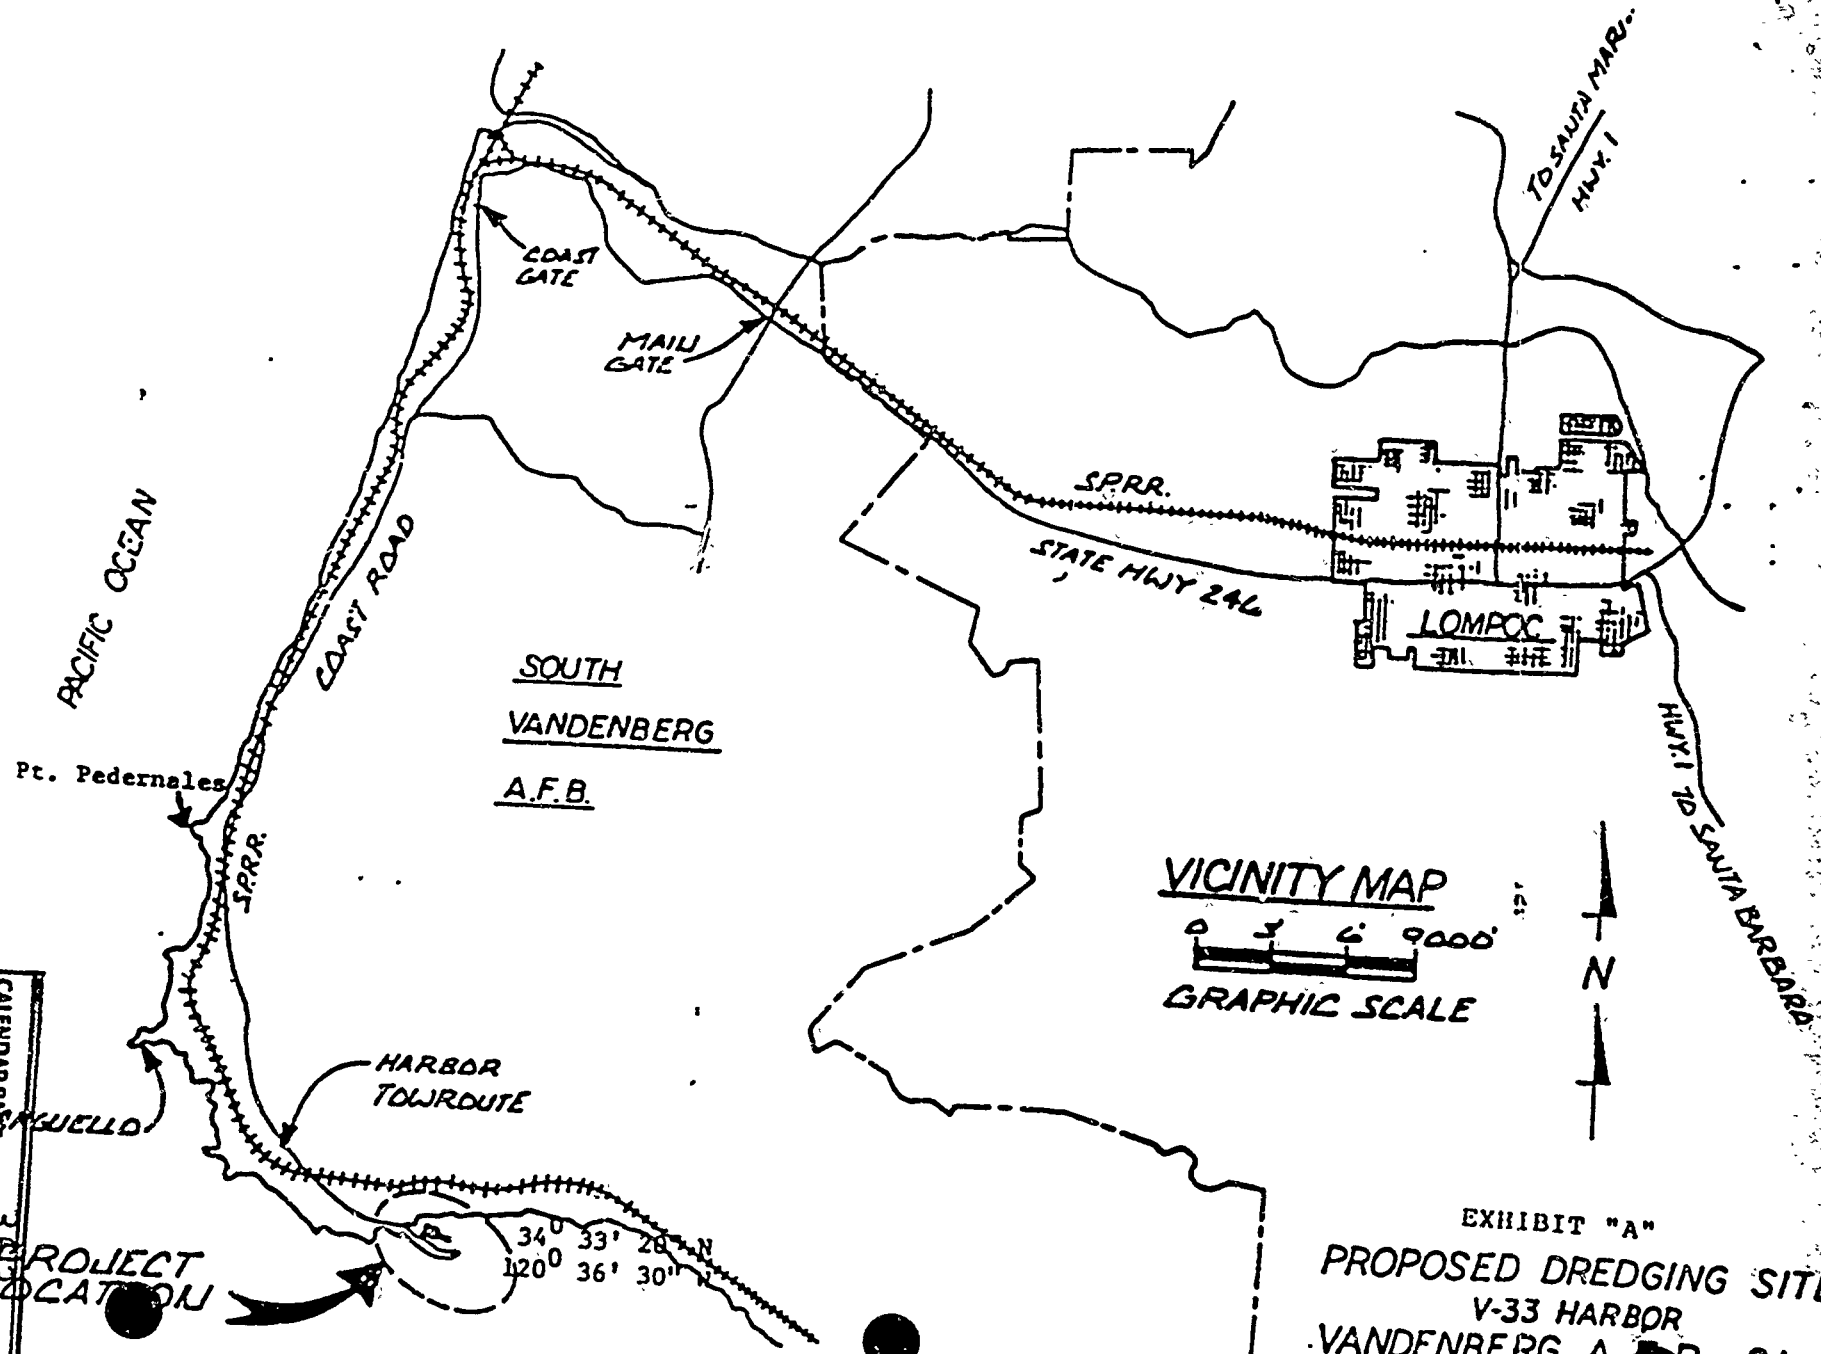 TO SANTA
HWY. 1
COAST
GATE
MAIN
GATE
S.P.R.R.
STATE HWY 246
LOMPOC
PACIFIC OCEAN
COAST ROAD
SOUTH
VANDENBERG
A.F.B.
Pt. Pedernales
S.P.R.R.
HWY. 1 TO SANTA BARBARA
VICINITY MAP
0 3 6 9000'
GRAPHIC SCALE
N
HARBOR
TOWROUTE
ARGUELLO
PROJECT
LOCATION
34° 33' 20" N
120° 36' 30"
EXHIBIT "A"
PROPOSED DREDGING SITE
V-33 HARBOR
VANDENBERG A.F.B.